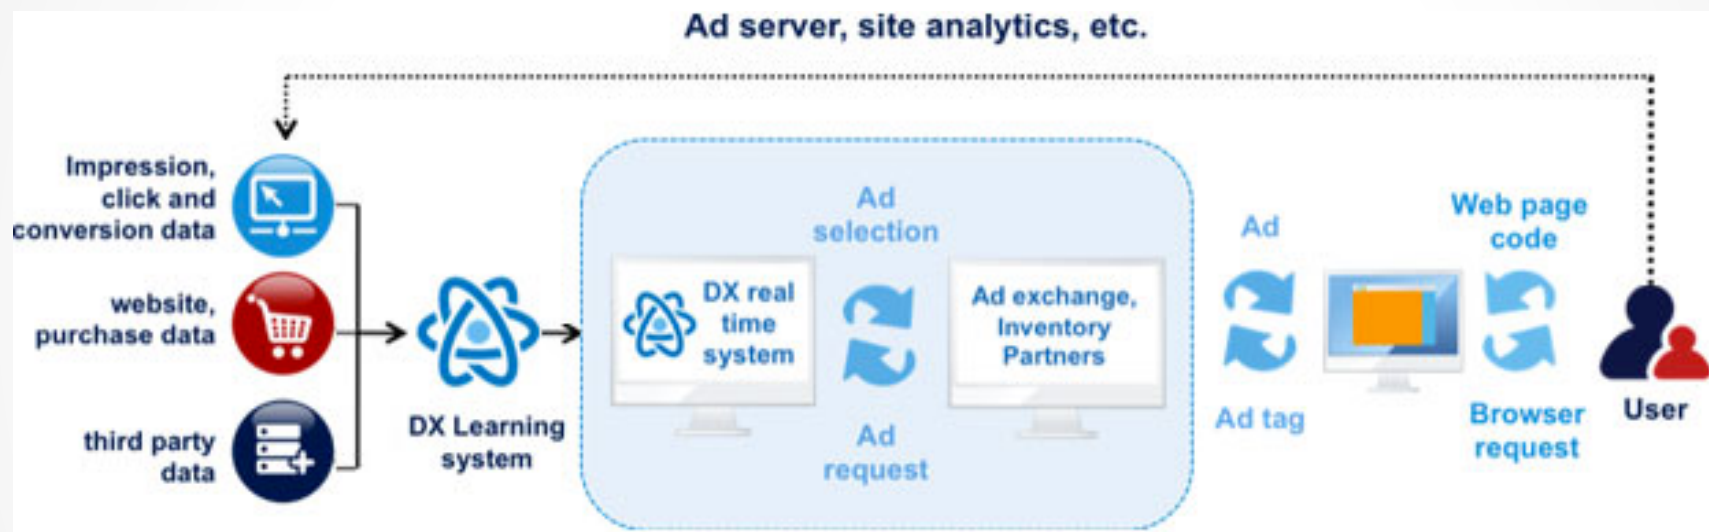 Ad server, site analytics, etc.
Impression,
click and
conversion data
website,
purchase data
third party
data
DX Learning
system
Ad
selection
DX real
time
system
Ad exchange,
Inventory
Partners
Ad
request
Ad
Ad tag
Web page
code
Browser
request
User